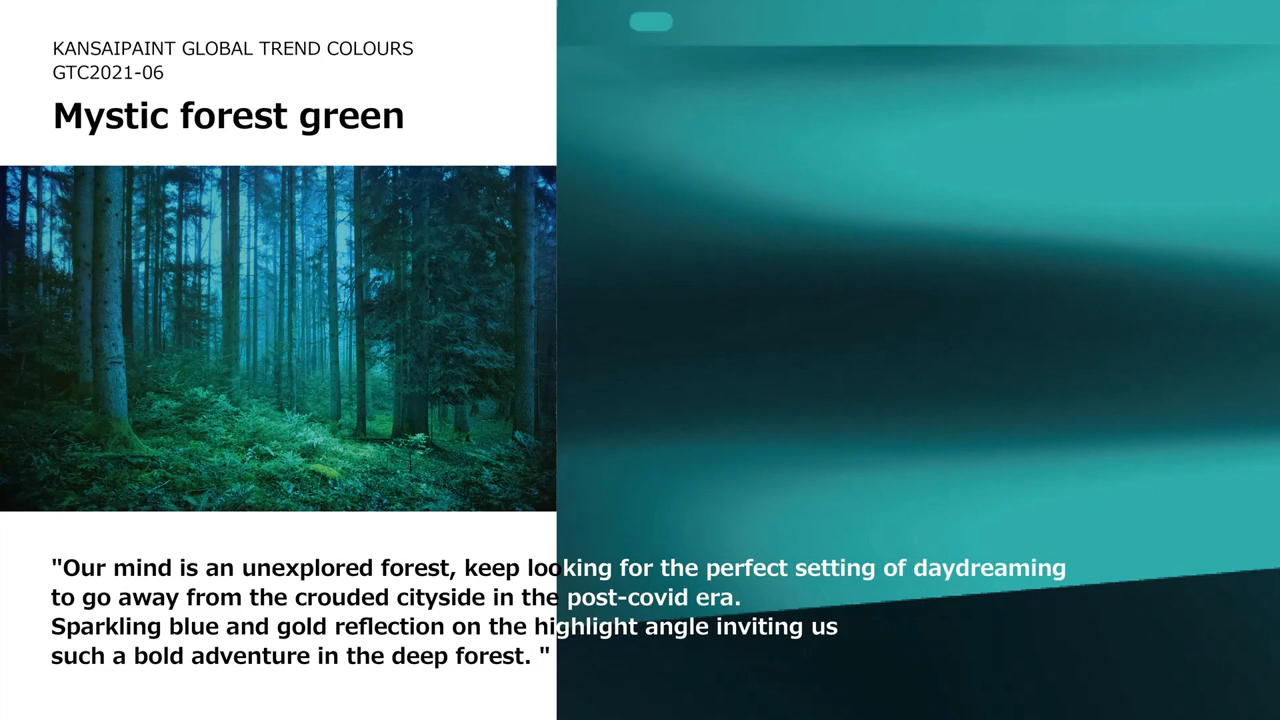 KANSAIPAINT GLOBAL TREND COLOURS
GTC2021-06
Mystic forest green
"Our mind is an unexplored forest, keep looking for the perfect setting of daydreaming
to go away from the crouded cityside in the post-covid era.
Sparkling blue and gold reflection on the highlight angle inviting us
such a bold adventure in the deep forest. "